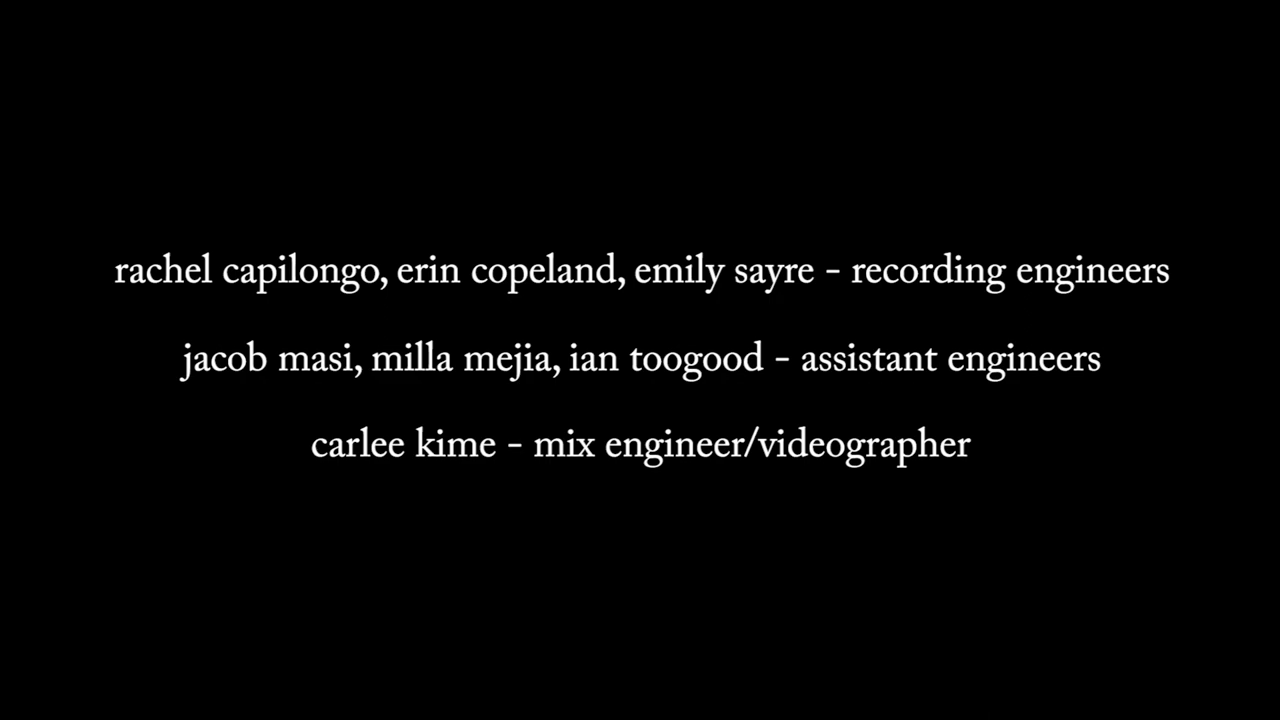 rachel capilongo, erin copeland, emily sayre - recording engineers
jacob masi, milla mejia, ian toogood - assistant engineers
carlee kime - mix engineer/videographer